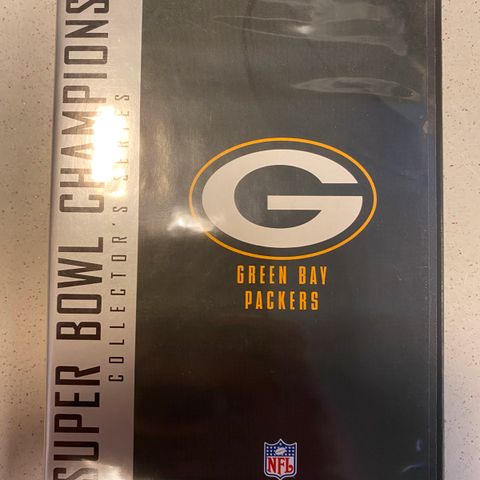 SUPER BOWL CHAMPIONS
COLLECTOR'S SERIES
G
GREEN BAY
PACKERS
NFL